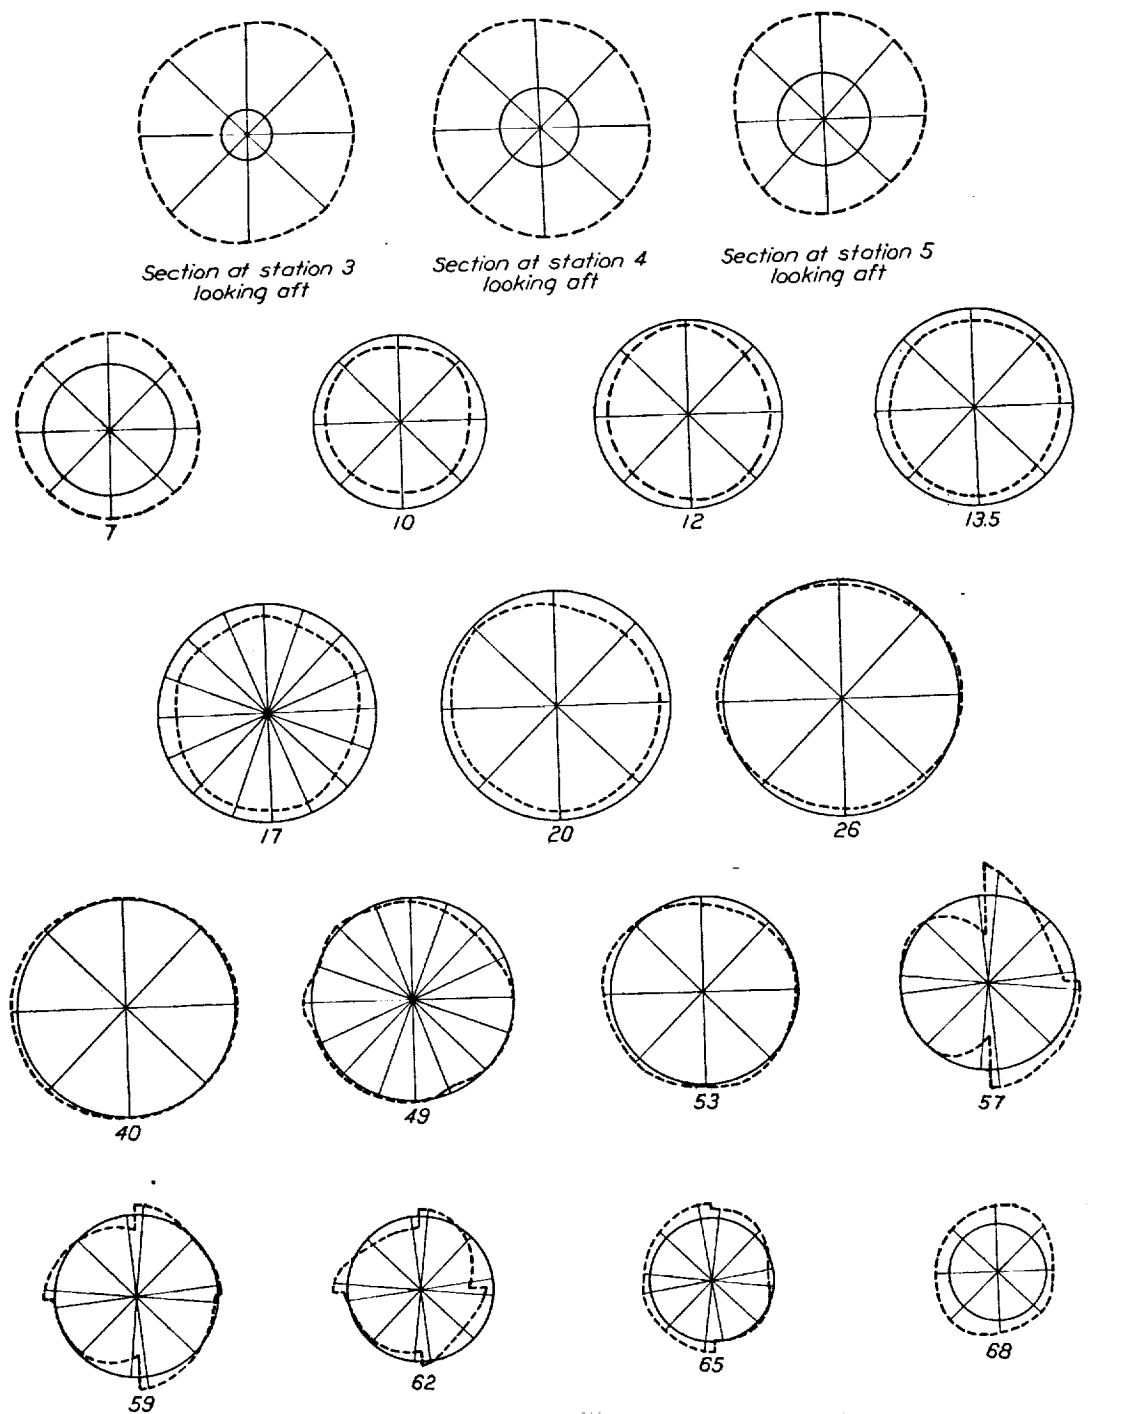 Section at station 3
looking aft
Section at station 4
looking aft
Section at station 5
looking aft
7
10
12
13.5
17
20
26
40
49
53
57
59
62
65
68